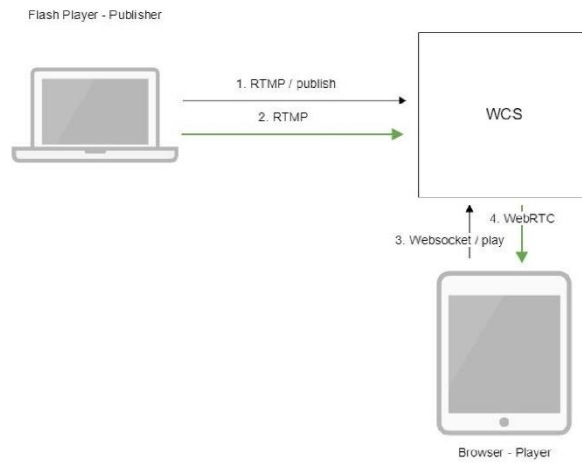 Flash Player - Publisher
1. RTMP / publish
2. RTMP
WCS
4. WebRTC
3. Websocket / play
Browser - Player